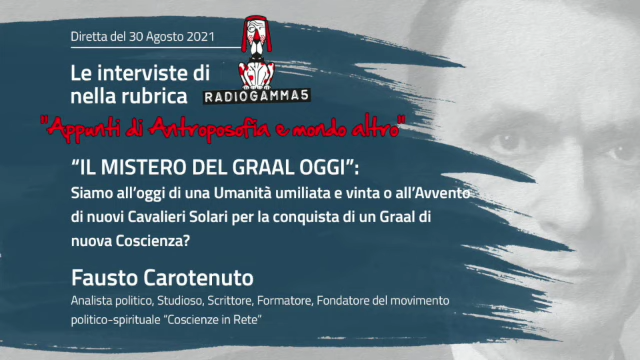 Diretta del 30 Agosto 2021
Le interviste di
nella rubrica
RADIOGAMMA5
"Appunti di Antroposofia e mondo altro"
“IL MISTERO DEL GRAAL OGGI”:
Siamo all’oggi di una Umanità umiliata e vinta o all’Avvento
di nuovi Cavalieri Solari per la conquista di un Graal di
nuova Coscienza?
Fausto Carotenuto
Analista politico, Studioso, Scrittore, Formatore, Fondatore del movimento
politico-spirituale “Coscienze in Rete”